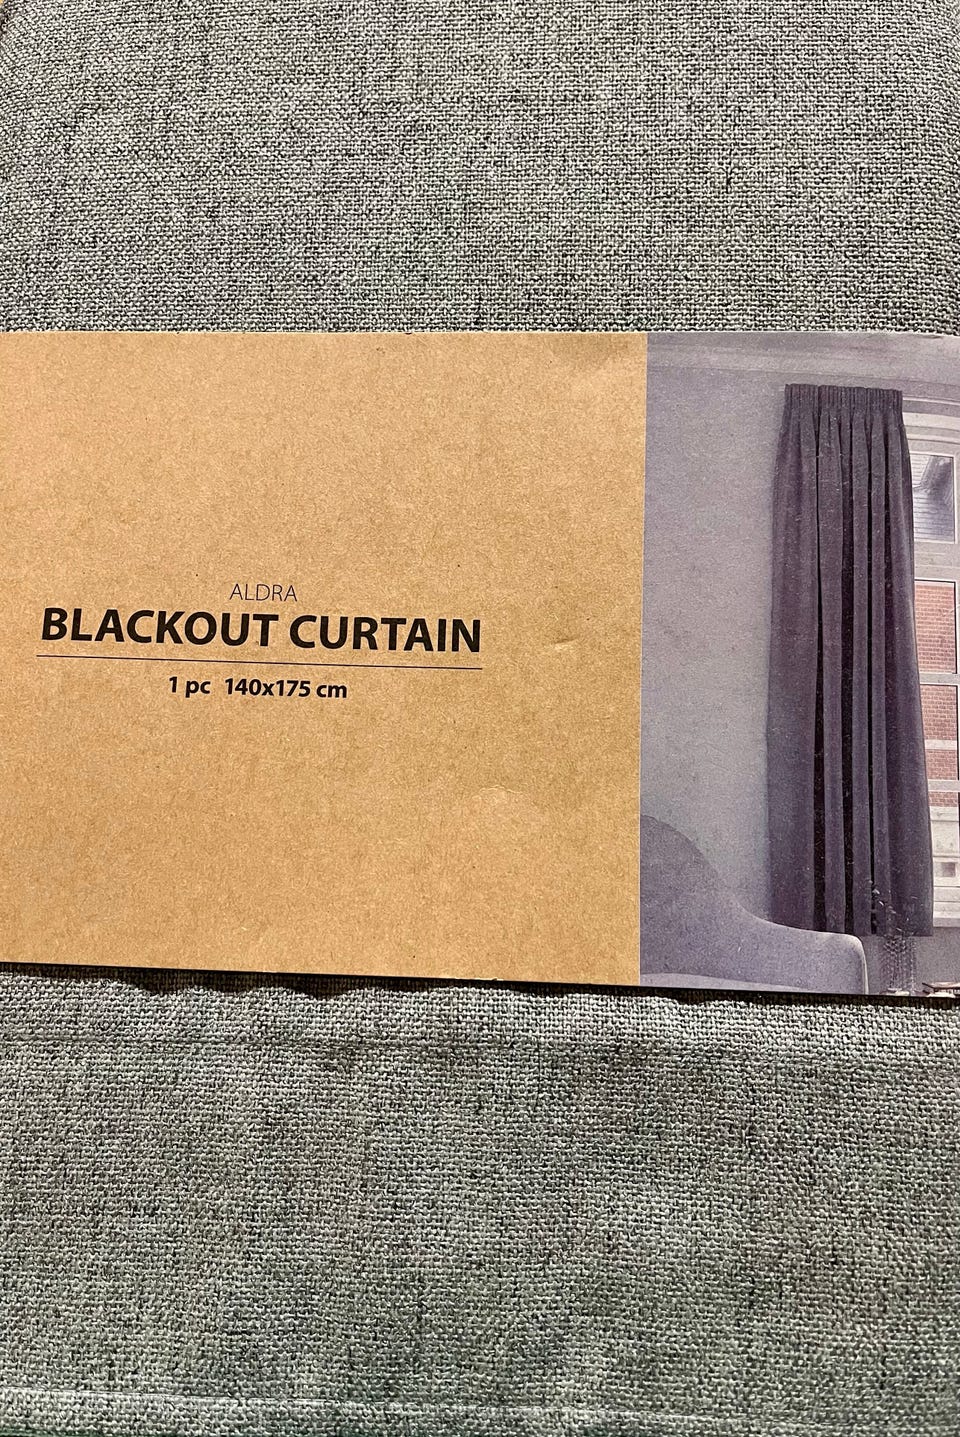 ALDRA
BLACKOUT CURTAIN
1 pc 140x175 cm